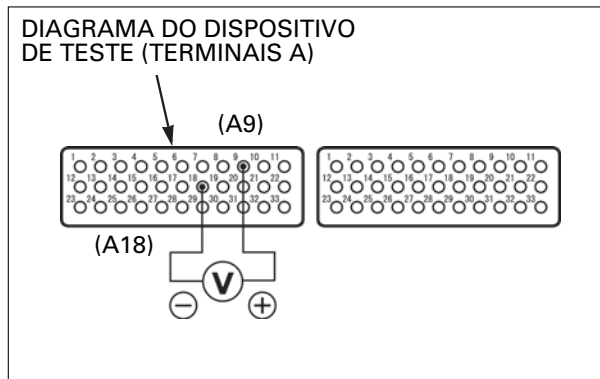 DIAGRAMA DO DISPOSITIVO
DE TESTE (TERMINAIS A)
(A9)
1 2 3 4 5 6 7 8 9 10 11
12 13 14 15 16 17 18 19 20 21 22
23 24 25 26 27 28 29 30 31 32 33
1 2 3 4 5 6 7 8 9 10 11
12 13 14 15 16 17 18 19 20 21 22
23 24 25 26 27 28 29 30 31 32 33
(A18)
V
− +